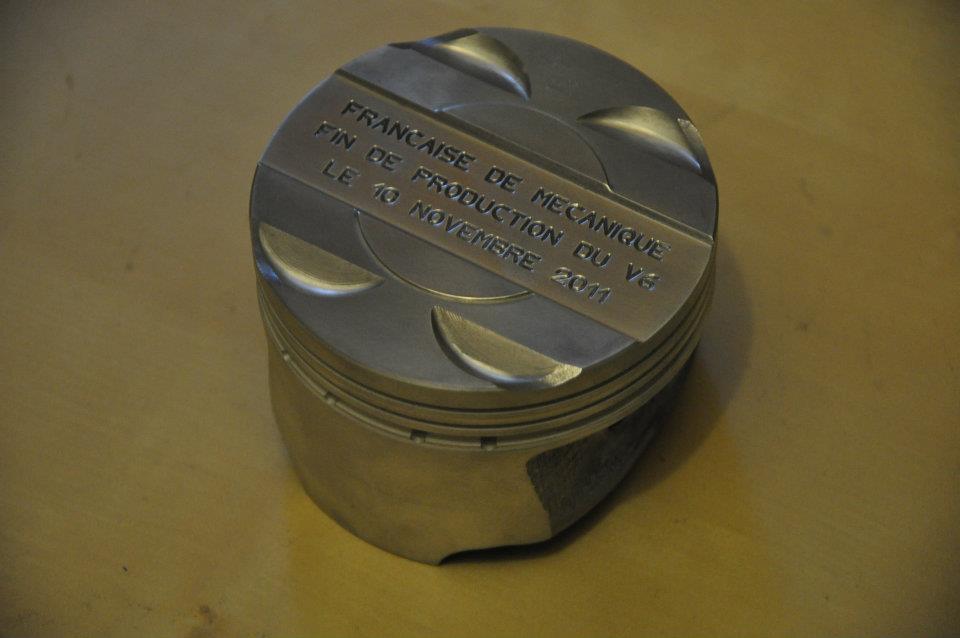 FRANCAISE DE MECANIQUE
FIN DE PRODUCTION DU V6
LE 10 NOVEMBRE 2011